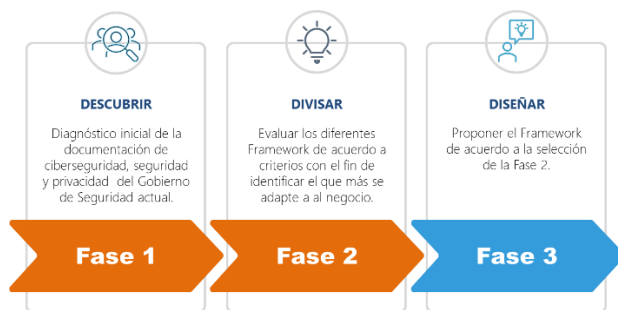 DESCUBRIR
Diagnóstico inicial de la
documentación de
ciberseguridad, seguridad
y privacidad del Gobierno
de Seguridad actual.
Fase 1
DIVISAR
Evaluar los diferentes
Framework de acuerdo a
criterios con el fin de
identificar el que más se
adapte a al negocio.
Fase 2
DISEÑAR
Proponer el Framework
de acuerdo a la selección
de la Fase 2.
Fase 3